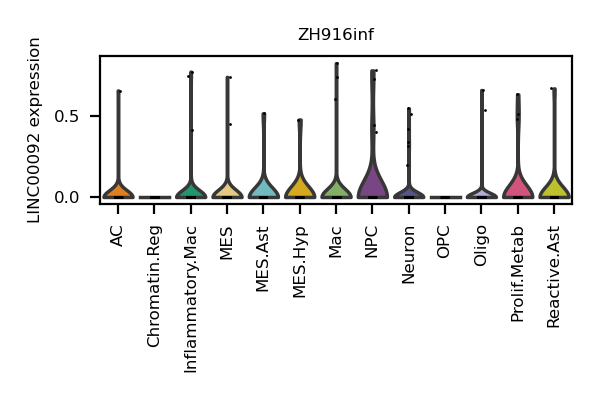 ZH916inf
LINC00092 expression
0.5
0.0
AC
Chromatin.Reg
Inflammatory.Mac
MES
MES.Ast
MES.Hyp
Mac
NPC
Neuron
OPC
Oligo
Prolif.Metab
Reactive.Ast